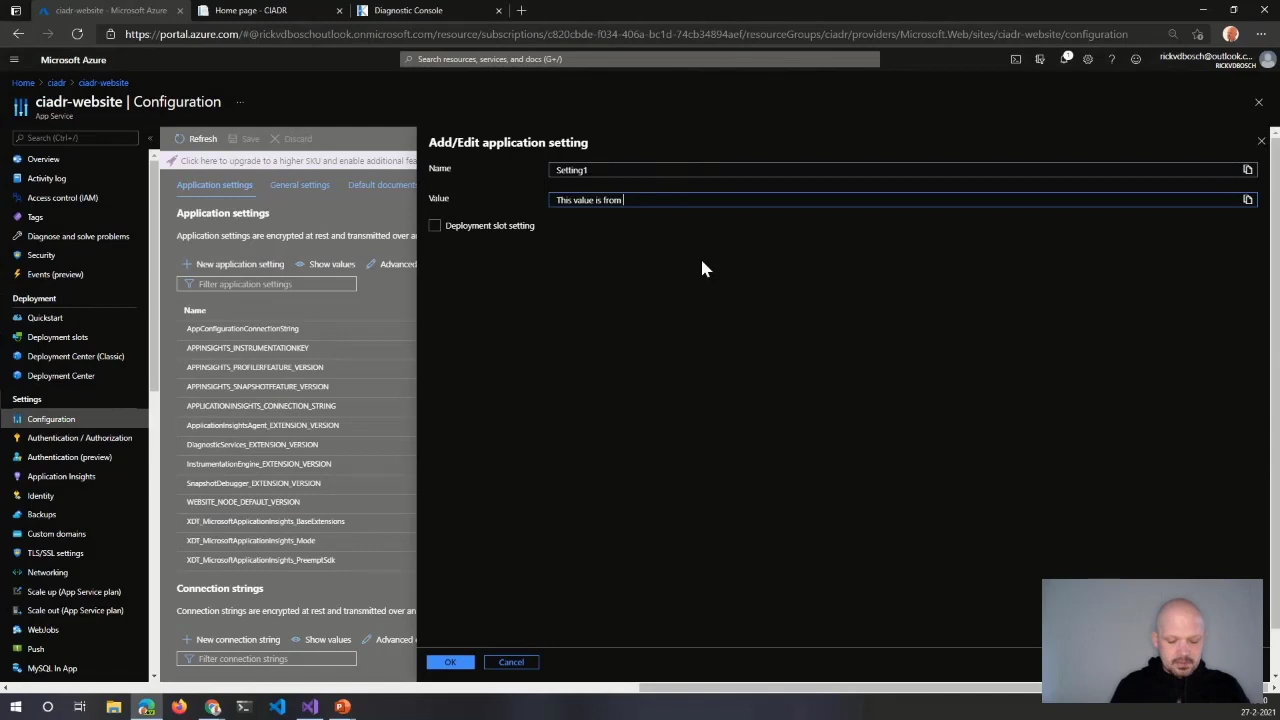 ciadr-website - Microsoft Azure
Home page - CIADR
Diagnostic Console
https://portal.azure.com/#@rickvdboschoutlook.onmicrosoft.com/resource/subscriptions/c820cbde-f034-406a-bc1d-74cb34894aef/resourceGroups/ciadr/providers/Microsoft.Web/sites/ciadr-website/configuration
Microsoft Azure
Search resources, services, and docs (G+/)
1
rickvdbosch@outlook.co...
RICKVDBOSCH
Home > ciadr > ciadr-website
ciadr-website | Configuration
...
App Service
Search (Ctrl+/)
«
Overview
Activity log
Access control (IAM)
Tags
Diagnose and solve problems
Security
Events (preview)
Deployment
Quickstart
Deployment slots
Deployment Center (Classic)
Deployment Center
Settings
Configuration
Authentication / Authorization
Authentication (preview)
Application Insights
Identity
Backups
Custom domains
TLS/SSL settings
Networking
Scale up (App Service plan)
Scale out (App Service plan)
WebJobs
Push
MySQL In App
Refresh
Save
Discard
Click here to upgrade to a higher SKU and enable additional fea
Application settings
General settings
Default documents
Application settings
Application settings are encrypted at rest and transmitted over an
New application setting
Show values
Advanced
Filter application settings
Name
AppConfigurationConnectionString
APPINSIGHTS_INSTRUMENTATIONKEY
APPINSIGHTS_PROFILERFEATURE_VERSION
APPINSIGHTS_SNAPSHOTFEATURE_VERSION
APPLICATIONINSIGHTS_CONNECTION_STRING
ApplicationInsightsAgent_EXTENSION_VERSION
DiagnosticServices_EXTENSION_VERSION
InstrumentationEngine_EXTENSION_VERSION
SnapshotDebugger_EXTENSION_VERSION
WEBSITE_NODE_DEFAULT_VERSION
XDT_MicrosoftApplicationInsights_BaseExtensions
XDT_MicrosoftApplicationInsights_Mode
XDT_MicrosoftApplicationInsights_PreemptSdk
Connection strings
Connection strings are encrypted at rest and transmitted over an
New connection string
Show values
Advanced
Filter connection strings
Add/Edit application setting
Name
Setting1
Value
This value is from
Deployment slot setting
OK
Cancel
27-2-2021